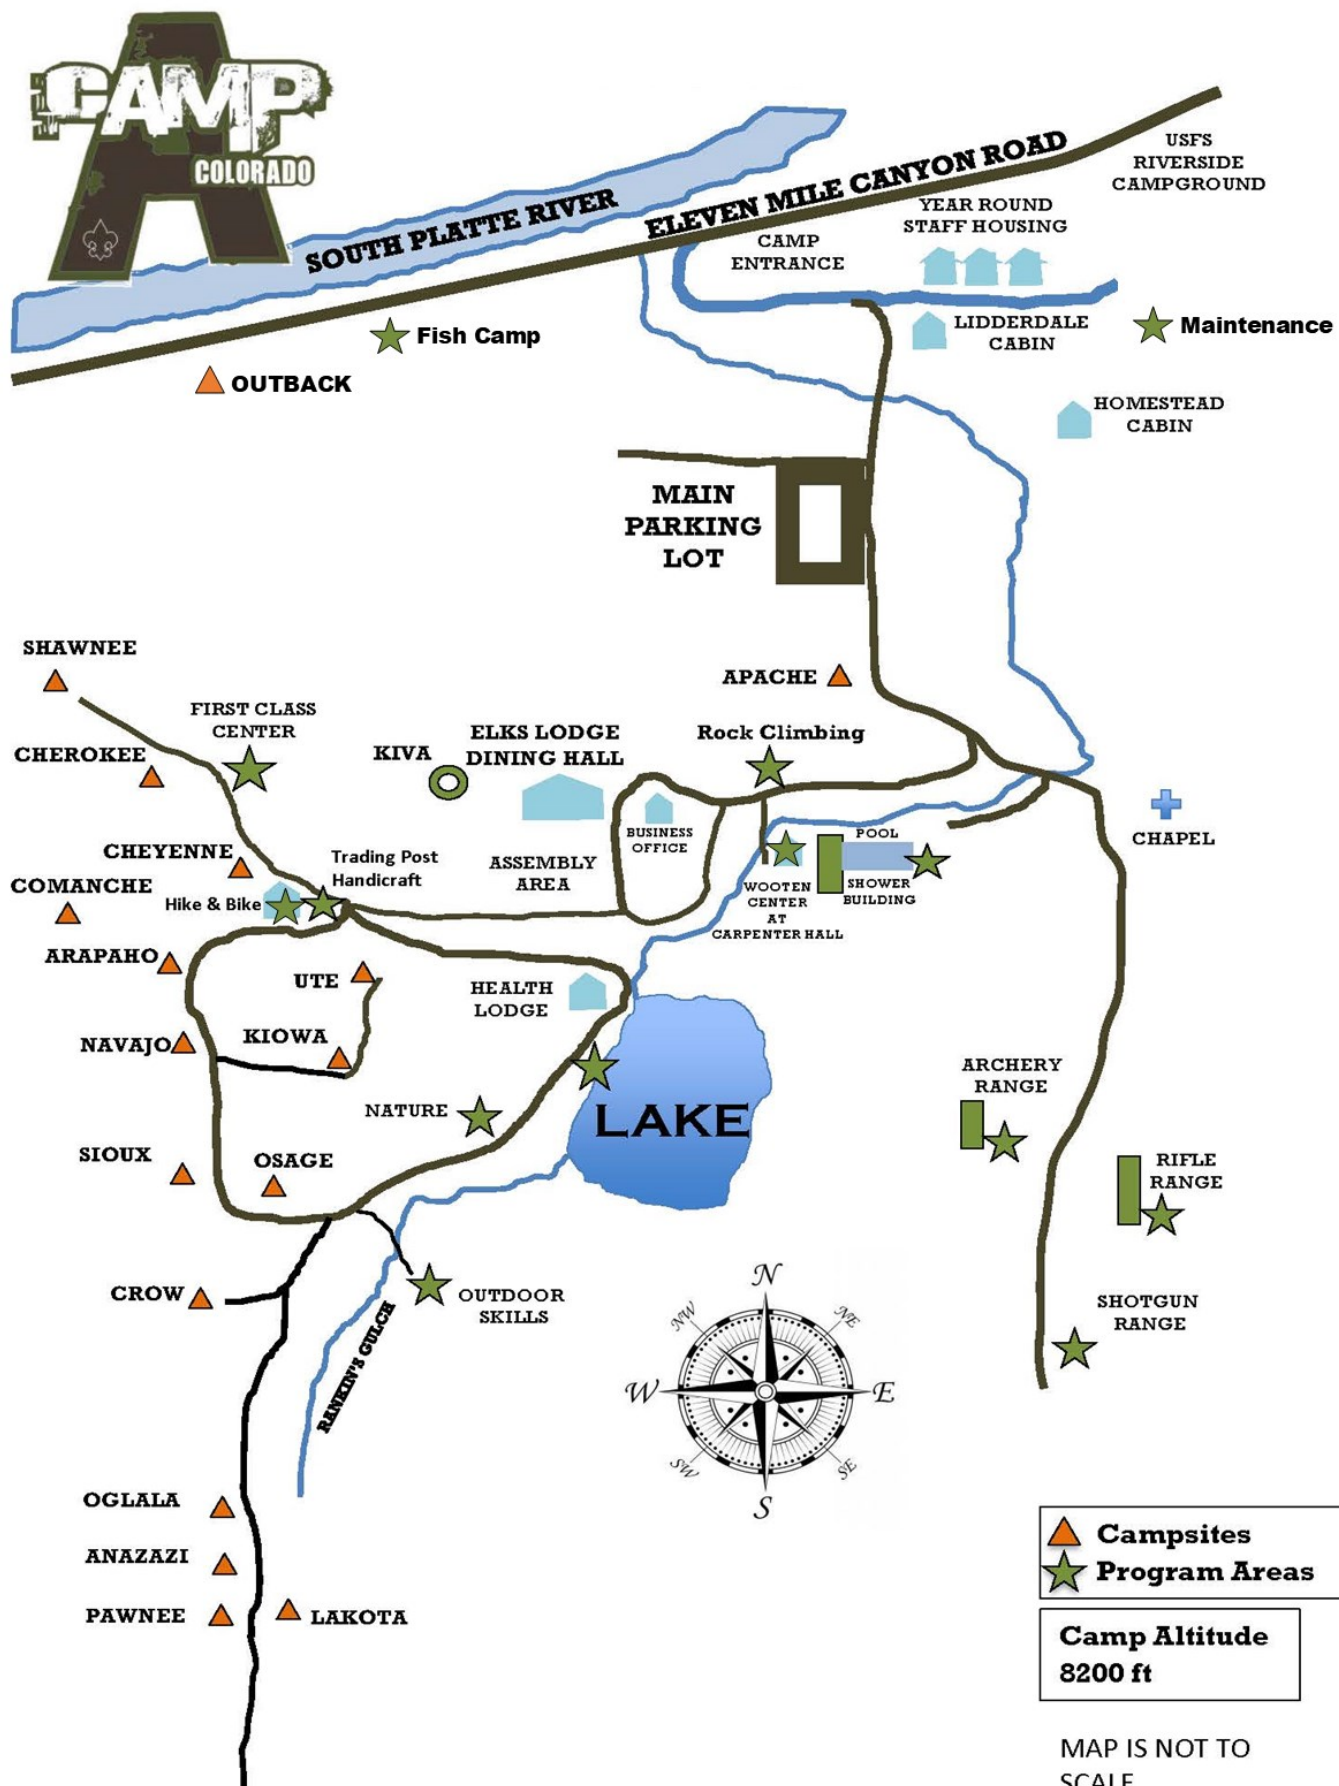 CAMP
COLORADO
SOUTH PLATTE RIVER
ELEVEN MILE CANYON ROAD
USFS
RIVERSIDE
CAMPGROUND
YEAR ROUND
STAFF HOUSING
CAMP
ENTRANCE
LIDDERDALE
CABIN
Maintenance
Fish Camp
OUTBACK
HOMESTEAD
CABIN
MAIN
PARKING
LOT
SHAWNEE
APACHE
FIRST CLASS
CENTER
CHEROKEE
KIVA
ELKS LODGE
DINING HALL
Rock Climbing
BUSINESS
OFFICE
POOL
CHAPEL
CHEYENNE
Trading Post
Handicraft
ASSEMBLY
AREA
COMANCHE
Hike & Bike
WOOTEN
CENTER
AT
CARPENTER HALL
SHOWER
BUILDING
ARAPAHO
UTE
HEALTH
LODGE
NAVAJO
KIOWA
NATURE
LAKE
ARCHERY
RANGE
SIOUX
OSAGE
RIFLE
RANGE
CROW
OUTDOOR
SKILLS
RANKIN'S GULCH
SHOTGUN
RANGE
N
NW
NE
W
E
SW
SE
S
OGLALA
ANAZAZI
PAWNEE
LAKOTA
Campsites
Program Areas
Camp Altitude
8200 ft
MAP IS NOT TO
SCALE